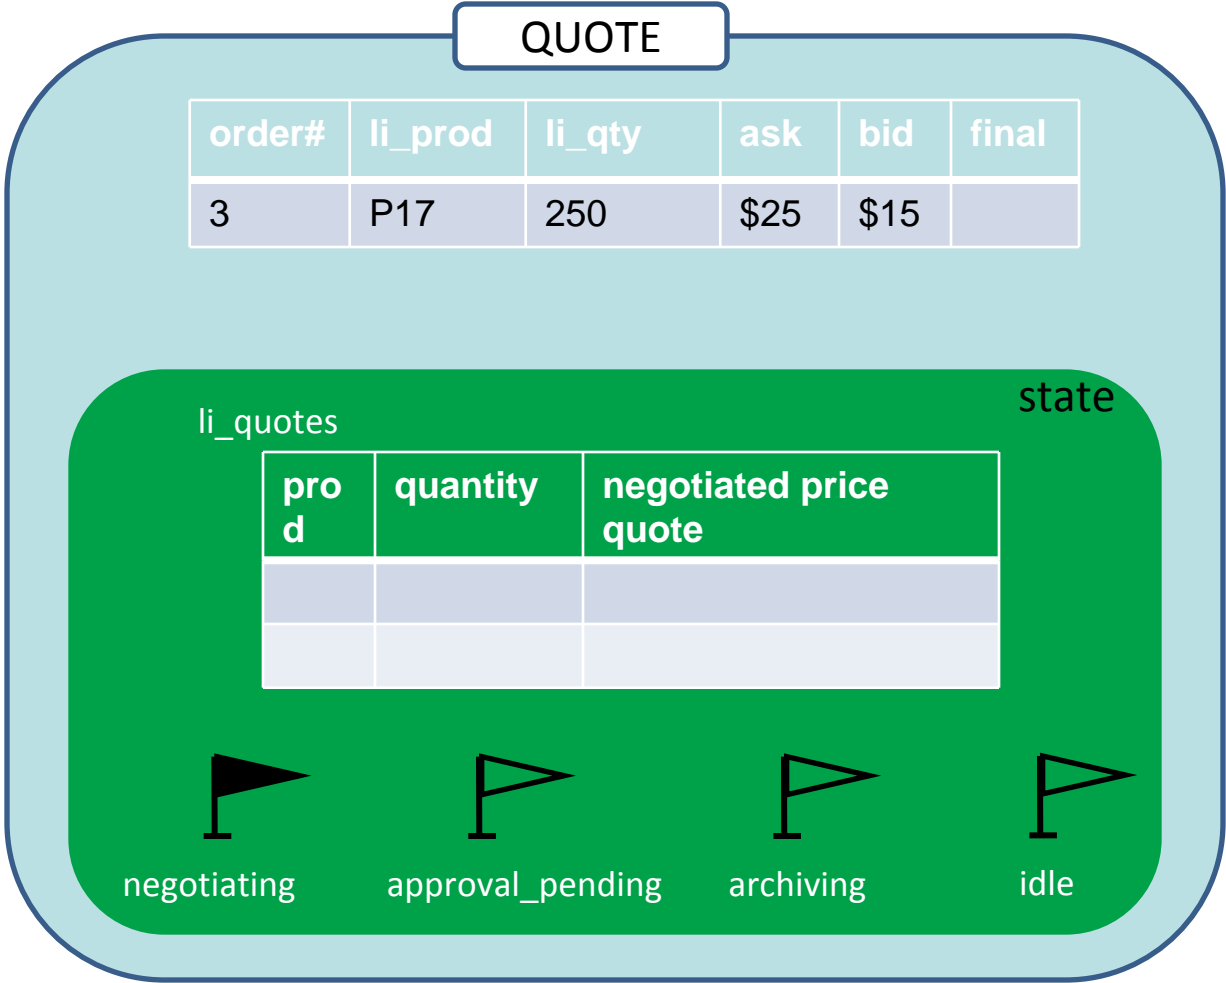 QUOTE
order# li_prod li_qty ask bid final
3 P17 250 $25 $15
state
li_quotes
pro quantity negotiated price
d quote
negotiating approval_pending archiving idle